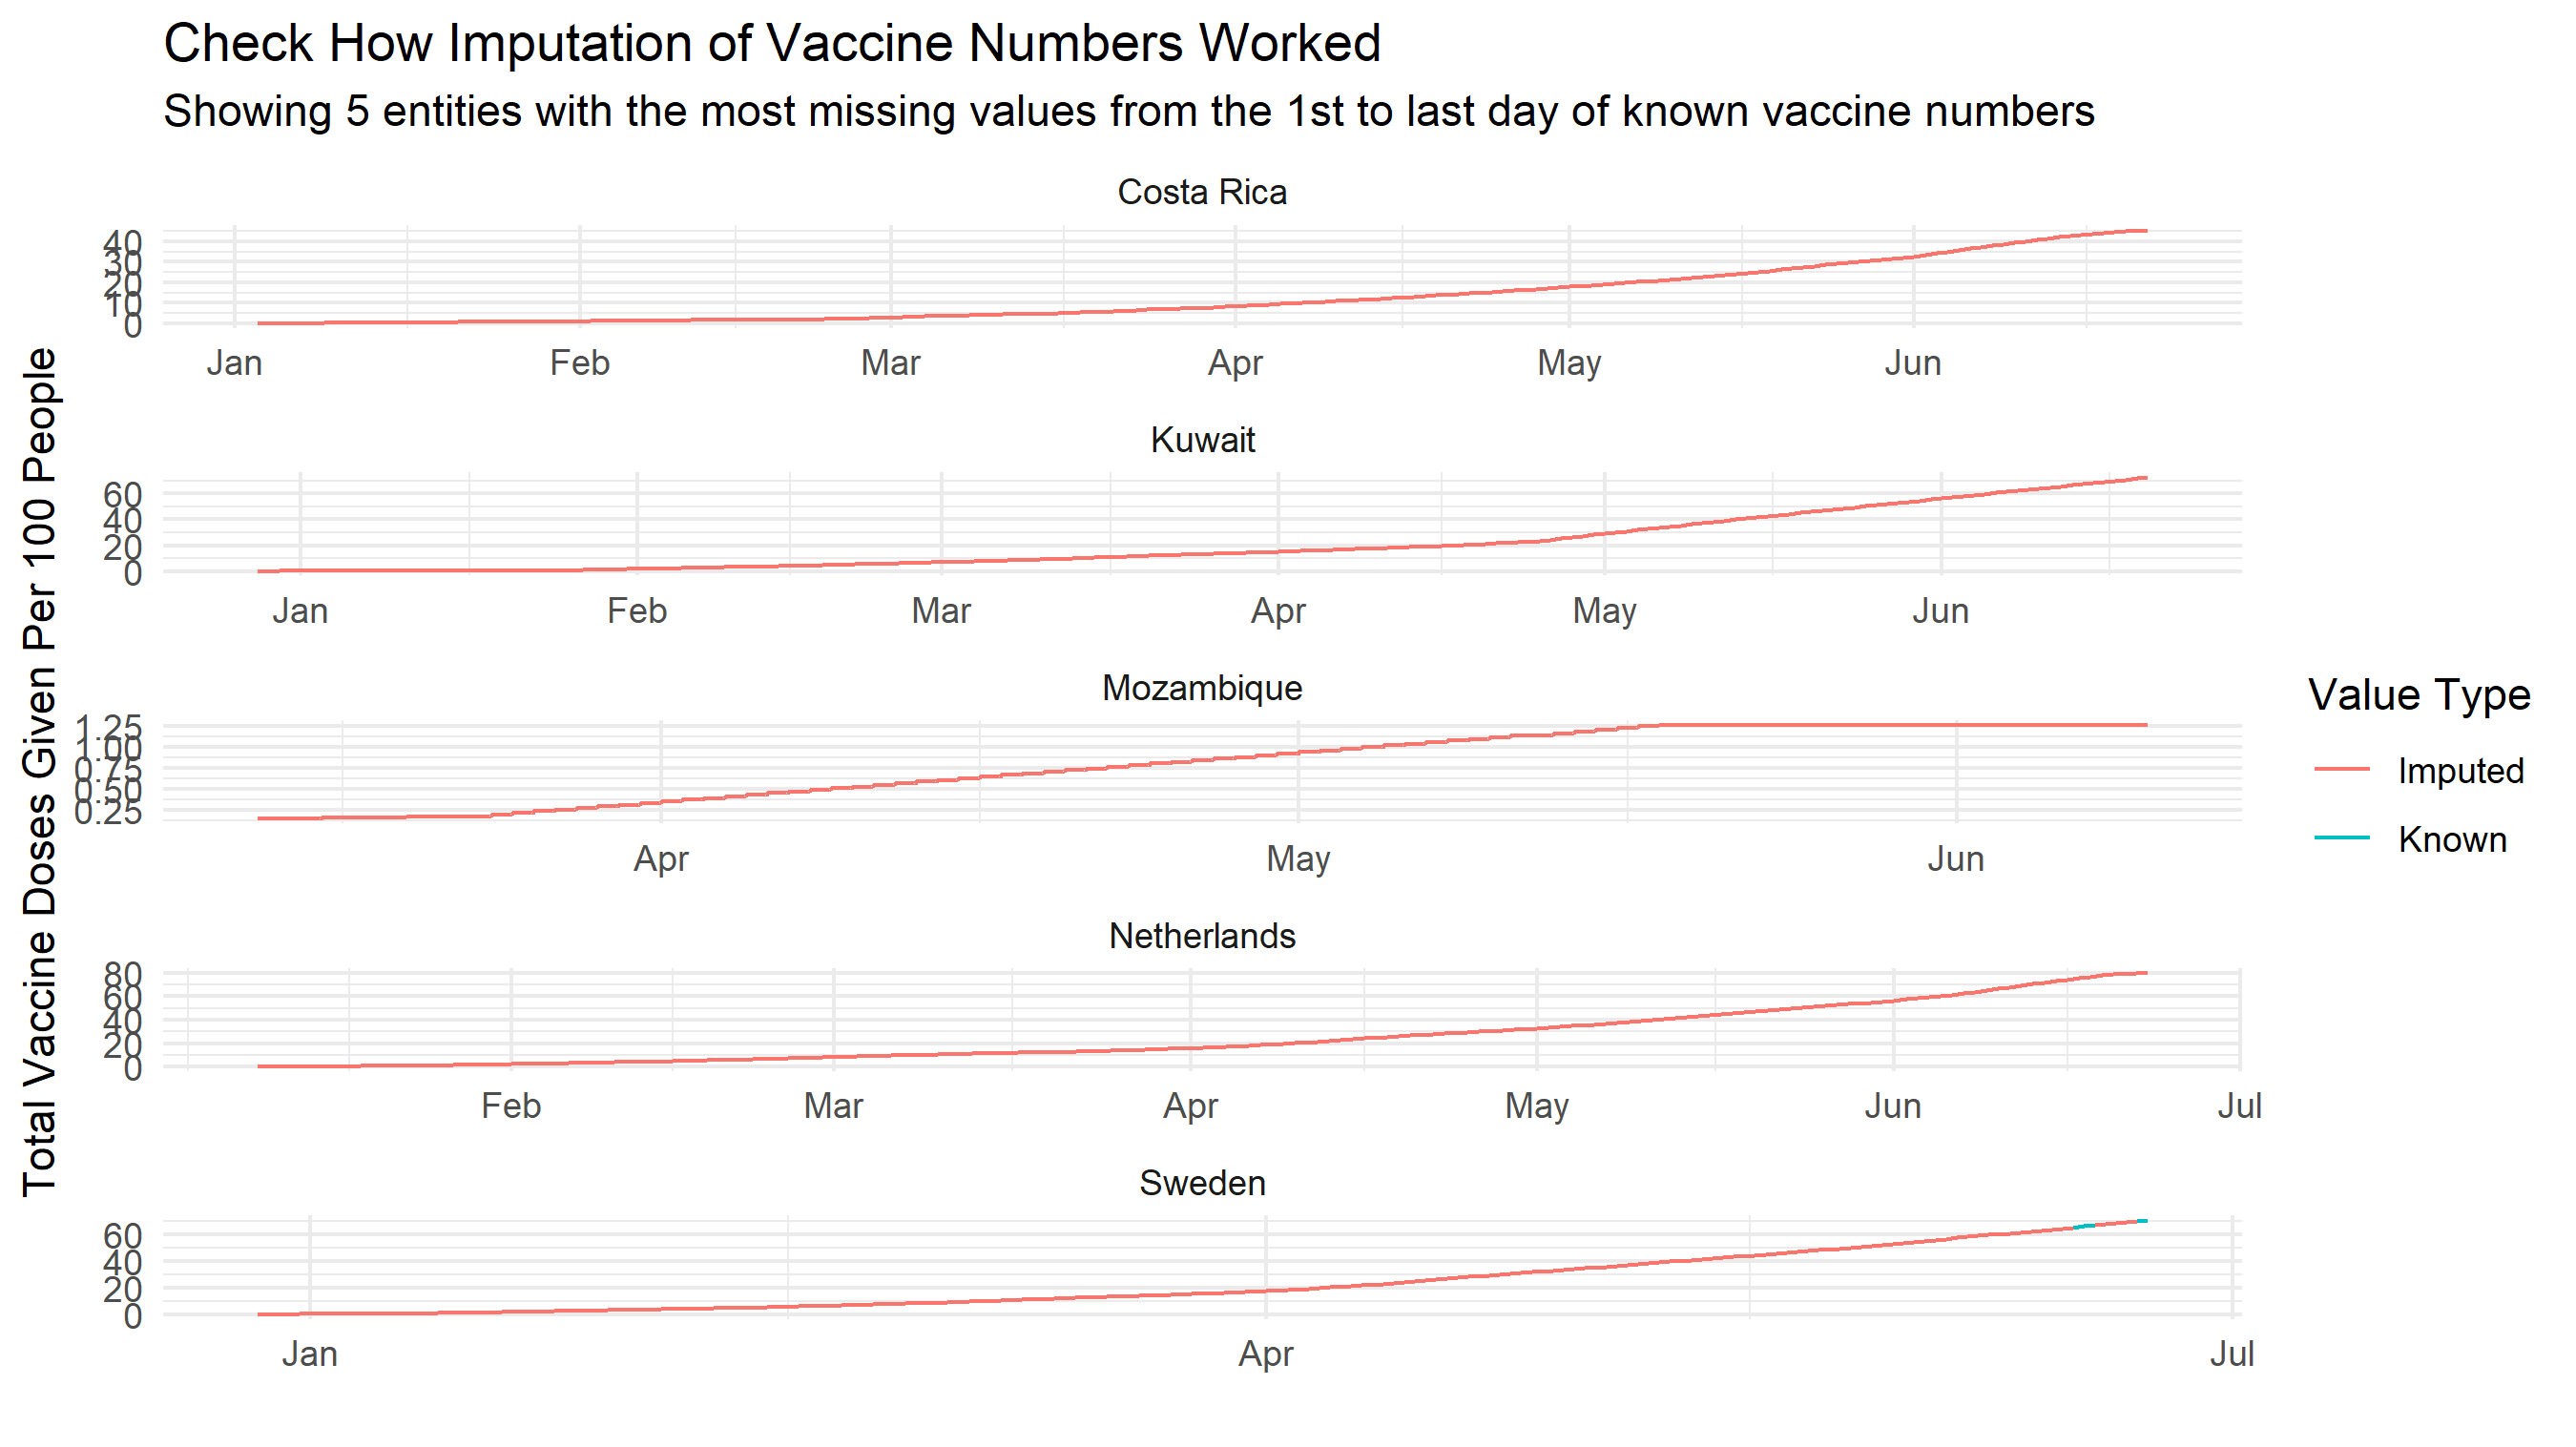 Check How Imputation of Vaccine Numbers Worked
Showing 5 entities with the most missing values from the 1st to last day of known vaccine numbers
Total Vaccine Doses Given Per 100 People
Costa Rica
40
30
20
10
0
Jan Feb Mar Apr May Jun
Kuwait
60
40
20
0
Jan Feb Mar Apr May Jun
Mozambique
1.25
1.00
0.75
0.50
0.25
Apr May Jun
Netherlands
80
60
40
20
0
Feb Mar Apr May Jun Jul
Sweden
60
40
20
0
Jan Apr Jul
Value Type
Imputed
Known